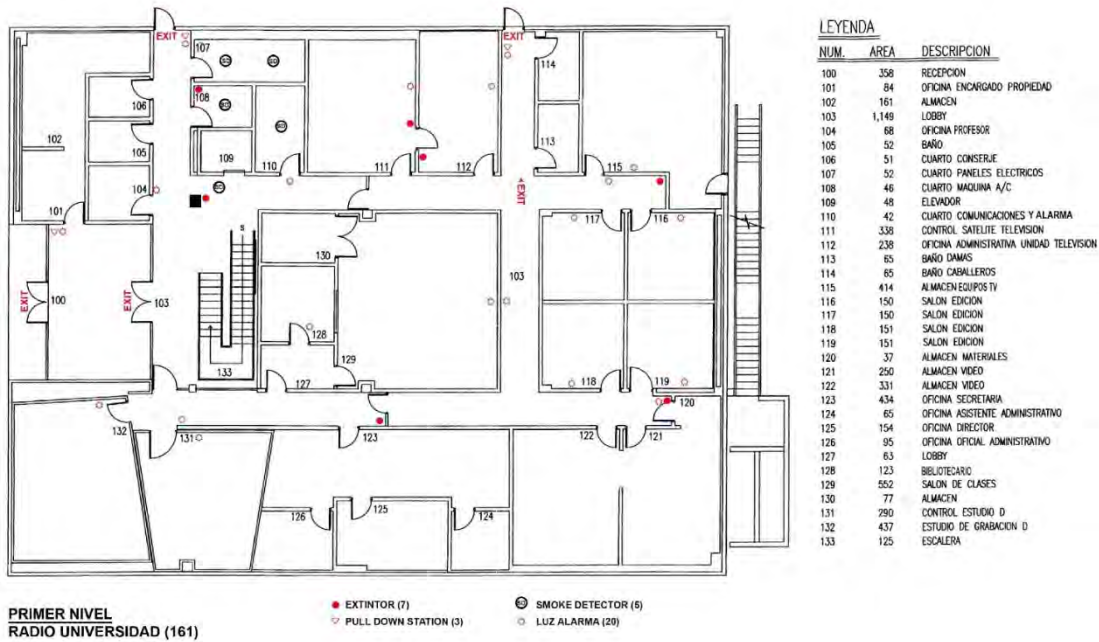 EXIT
EXIT
107
114
106
108
102
105
113
109
110
111
112
115
104
EXIT
101
117
116
S
130
EXIT
100
EXIT
103
103
128
133
129
127
118
119
120
132
131
123
122
121
126
125
124
LEYENDA
NUM. AREA DESCRIPCION
100 358 RECEPCION
101 84 OFICINA ENCARGADO PROPIEDAD
102 161 ALMACEN
103 1,149 LOBBY
104 68 OFICINA PROFESOR
105 52 BAÑO
106 51 CUARTO CONSERJE
107 52 CUARTO PANELES ELECTRICOS
108 46 CUARTO MAQUINA A/C
109 48 ELEVADOR
110 42 CUARTO COMUNICACIONES Y ALARMA
111 338 CONTROL SATELITE TELEVISION
112 238 OFICINA ADMINISTRATIVA UNIDAD TELEVISION
113 65 BAÑO DAMAS
114 65 BAÑO CABALLEROS
115 414 ALMACEN EQUIPOS TV
116 150 SALON EDICION
117 150 SALON EDICION
118 151 SALON EDICION
119 151 SALON EDICION
120 37 ALMACEN MATERIALES
121 250 ALMACEN VIDEO
122 331 ALMACEN VIDEO
123 434 OFICINA SECRETARIA
124 65 OFICINA ASISTENTE ADMINISTRATIVO
125 154 OFICINA DIRECTOR
126 95 OFICINA OFICIAL ADMINISTRATIVO
127 63 LOBBY
128 123 BIBLIOTECARIO
129 552 SALON DE CLASES
130 77 ALMACEN
131 290 CONTROL ESTUDIO D
132 437 ESTUDIO DE GRABACION D
133 125 ESCALERA
PRIMER NIVEL
RADIO UNIVERSIDAD (161)
EXTINTOR (7)
PULL DOWN STATION (3)
SMOKE DETECTOR (5)
LUZ ALARMA (20)